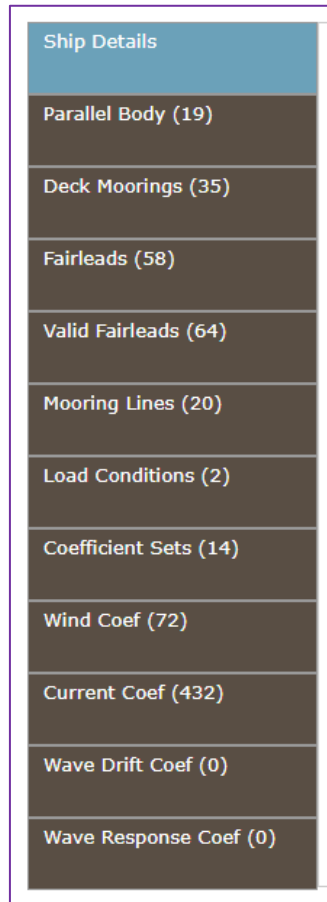 Ship Details
Parallel Body (19)
Deck Moorings (35)
Fairleads (58)
Valid Fairleads (64)
Mooring Lines (20)
Load Conditions (2)
Coefficient Sets (14)
Wind Coef (72)
Current Coef (432)
Wave Drift Coef (0)
Wave Response Coef (0)